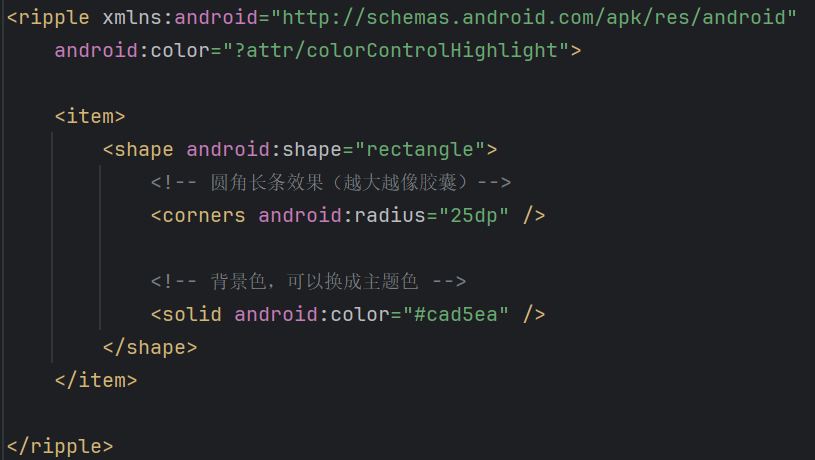 <ripple xmlns:android="http://schemas.android.com/apk/res/android"
    android:color="?attr/colorControlHighlight">
    <item>
        <shape android:shape="rectangle">
            <!-- 圆角长条效果（越大越像胶囊）-->
            <corners android:radius="25dp" />
            <!-- 背景色，可以换成主题色 -->
            <solid android:color="#cad5ea" />
        </shape>
    </item>
</ripple>